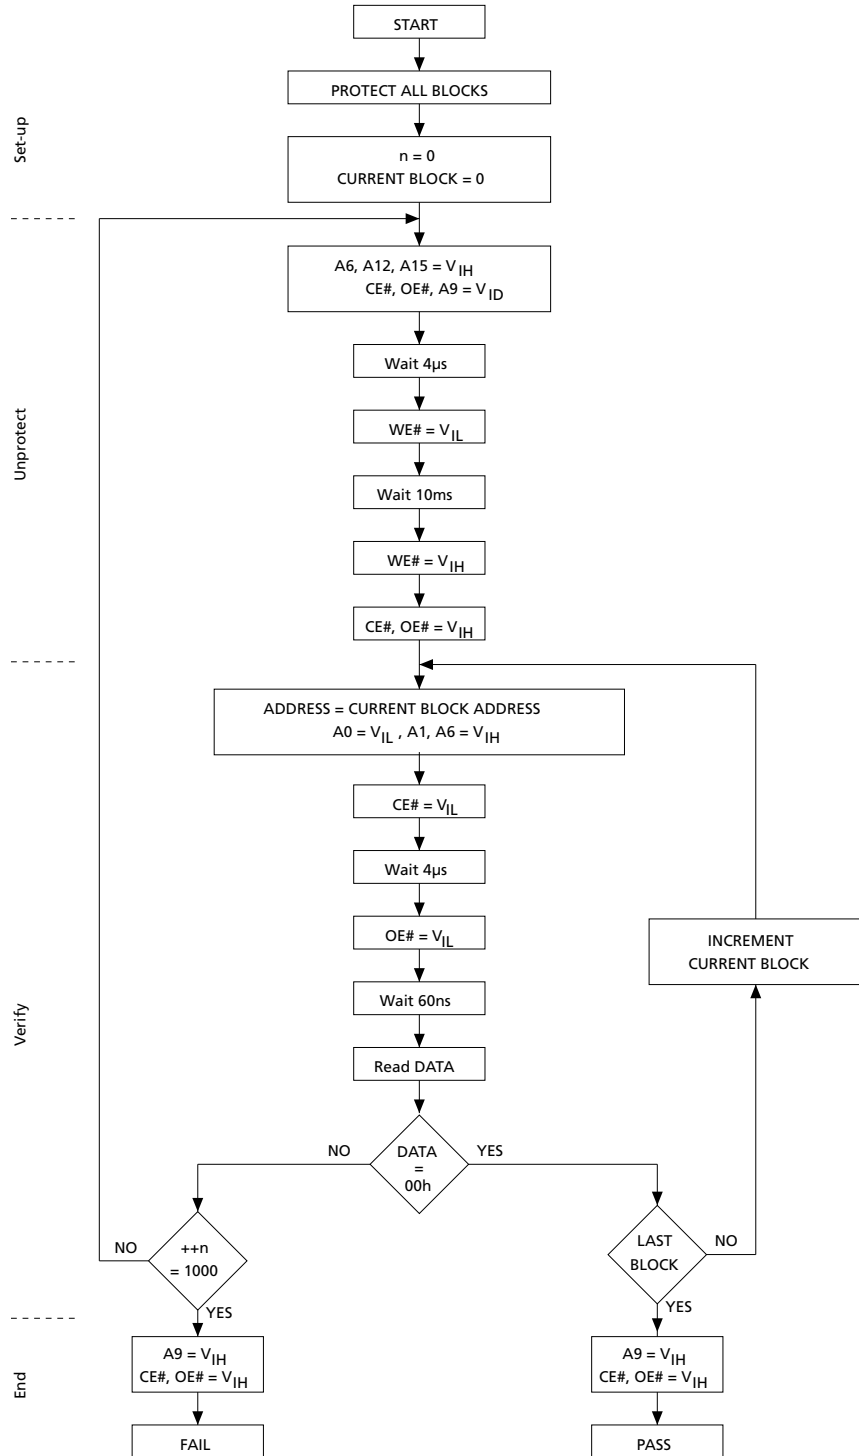 START
PROTECT ALL BLOCKS
Set-up
n = 0
CURRENT BLOCK = 0
A6, A12, A15 = VIH
CE#, OE#, A9 = VID
Wait 4µs
Unprotect
WE# = VIL
Wait 10ms
WE# = VIH
CE#, OE# = VIH
ADDRESS = CURRENT BLOCK ADDRESS
A0 = VIL , A1, A6 = VIH
CE# = VIL
Wait 4µs
OE# = VIL
INCREMENT
CURRENT BLOCK
Wait 60ns
Verify
Read DATA
NO
DATA
=
00h
YES
NO
++n
= 1000
LAST
BLOCK
NO
YES
YES
End
A9 = VIH
CE#, OE# = VIH
A9 = VIH
CE#, OE# = VIH
FAIL
PASS